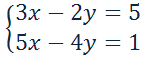 3x − 2y = 5
5x − 4y = 1